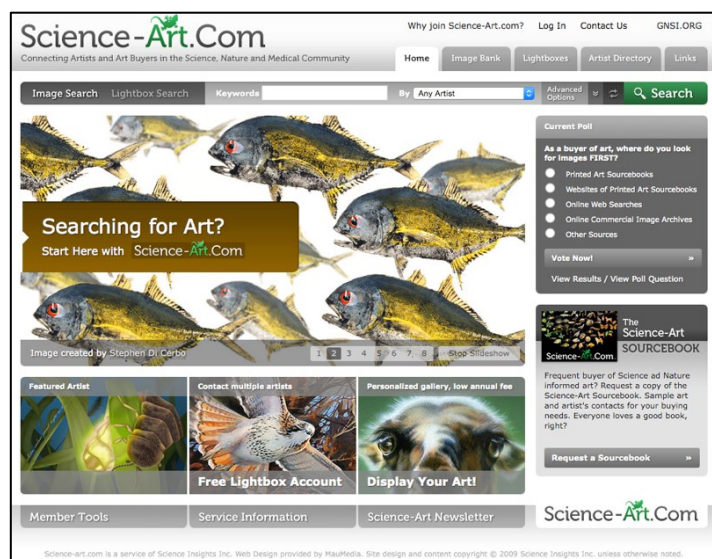 Science-Art.Com
Connecting Artists and Art Buyers in the Science, Nature and Medical Community
Why join Science-Art.com? Log In Contact Us GNSI.ORG
Home Image Bank Lightboxes Artist Directory Links
Image Search Lightbox Search Keywords By Any Artist Advanced Options Search
Searching for Art?
Start Here with Science-Art.Com
Image created by Stephen Di Cerbo 1 2 3 4 5 6 7 8 Stop Slideshow
Current Poll
As a buyer of art, where do you look
for images FIRST?
Printed Art Sourcebooks
Websites of Printed Art Sourcebooks
Online Web Searches
Online Commercial Image Archives
Other Sources
Vote Now! »
View Results / View Poll Question
The
Science-Art
SOURCEBOOK
Science-Art.Com
Frequent buyer of Science ad Nature
informed art? Request a copy of the
Science-Art Sourcebook. Sample art
and artist's contacts for your buying
needs. Everyone loves a good book,
right?
Request a Sourcebook »
Featured Artist
Contact multiple artists
Free Lightbox Account
Personalized gallery, low annual fee
Display Your Art!
Member Tools Service Information Science-Art Newsletter
Science-Art.Com
Science-art.com is a service of Science Insights Inc. Web Design provided by MauMedia. Site design and content copyright © 2009 Science Insights Inc. unless otherwise noted.